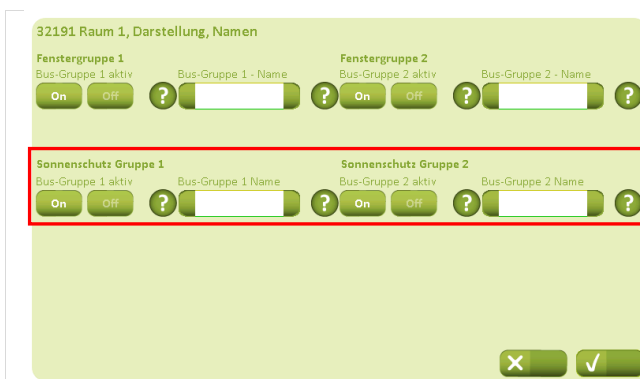 32191 Raum 1, Darstellung, Namen
Fenstergruppe 1 Fenstergruppe 2
Bus-Gruppe 1 aktiv Bus-Gruppe 1 - Name Bus-Gruppe 2 aktiv Bus-Gruppe 2 - Name
On Off ? ? On Off ? ?
Sonnenschutz Gruppe 1 Sonnenschutz Gruppe 2
Bus-Gruppe 1 aktiv Bus-Gruppe 1 Name Bus-Gruppe 2 aktiv Bus-Gruppe 2 Name
On Off ? ? On Off ? ?